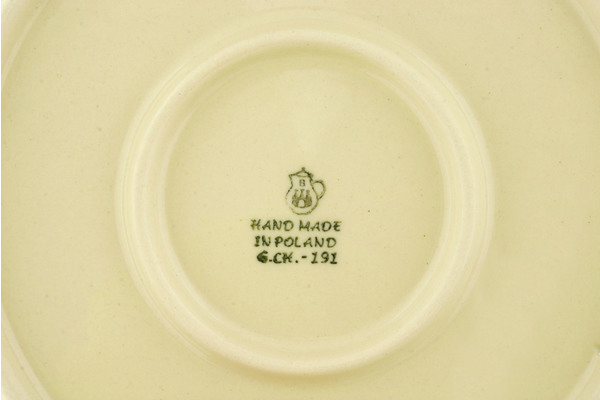 B
HAND MADE
IN POLAND
G.CH.-191